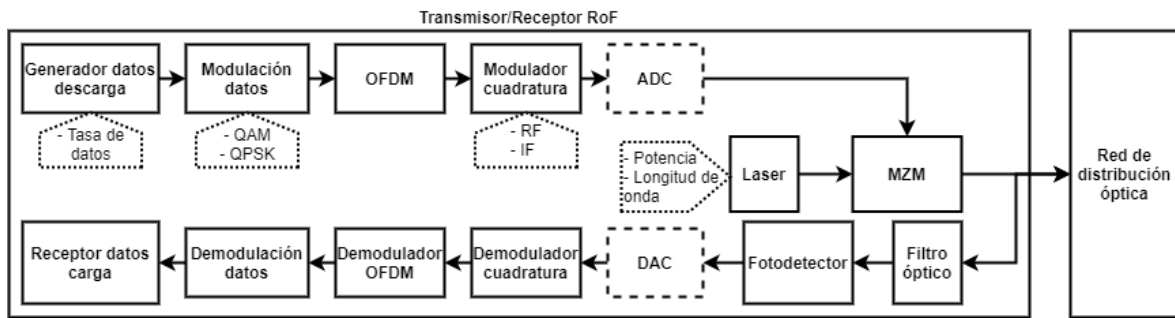 Transmisor/Receptor RoF
Generador datos
descarga
Modulación
datos
OFDM
Modulador
cuadratura
ADC
- Tasa de
datos
- QAM
- QPSK
- RF
- IF
- Potencia
- Longitud de
onda
Laser
MZM
Red de
distribución
óptica
Receptor datos
carga
Demodulación
datos
Demodulador
OFDM
Demodulador
cuadratura
DAC
Fotodetector
Filtro
óptico